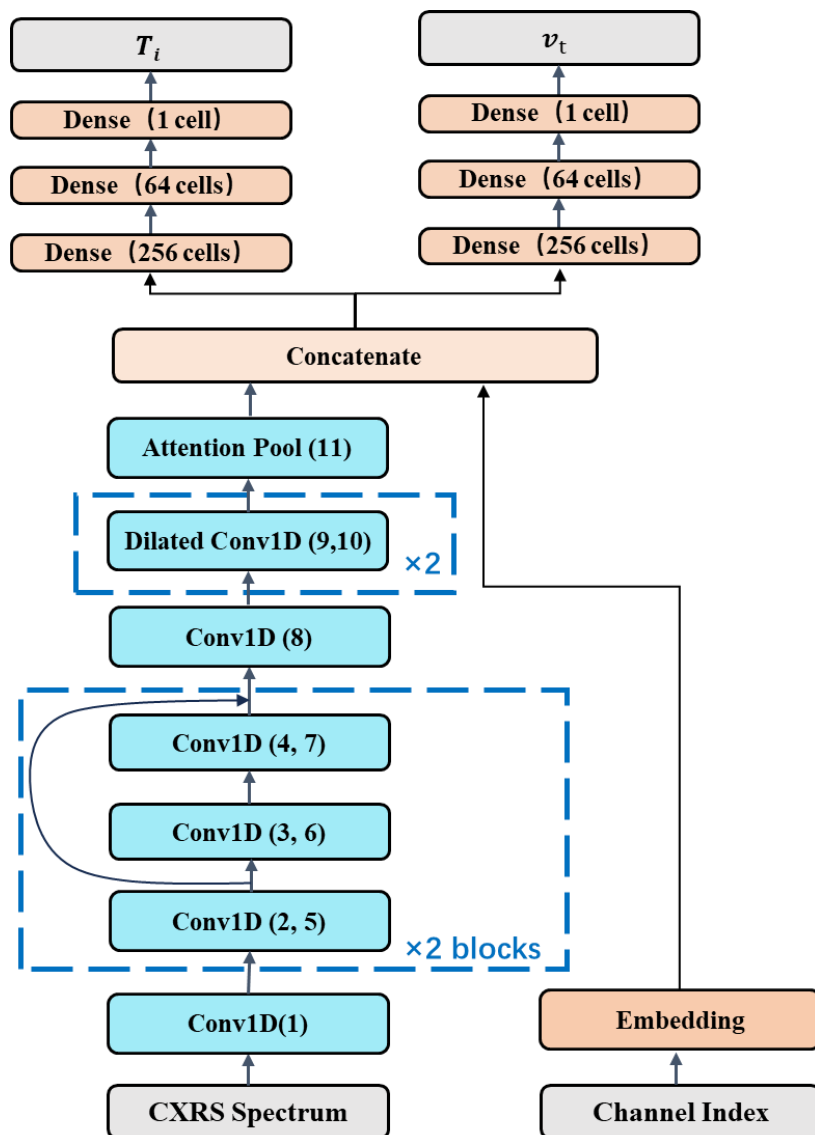 T_i
v_t
Dense (1 cell)
Dense (1 cell)
Dense (64 cells)
Dense (64 cells)
Dense (256 cells)
Dense (256 cells)
Concatenate
Attention Pool (11)
Dilated Conv1D (9,10)
×2
Conv1D (8)
Conv1D (4, 7)
Conv1D (3, 6)
Conv1D (2, 5)
×2 blocks
Conv1D(1)
Embedding
CXRS Spectrum
Channel Index